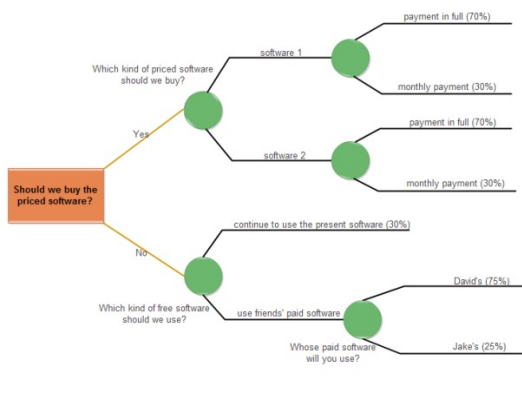 payment in full (70%)
software 1
Which kind of priced software
should we buy?
monthly payment (30%)
payment in full (70%)
Yes
software 2
monthly payment (30%)
Should we buy the
priced software?
continue to use the present software (30%)
No
David's (75%)
Which kind of free software
should we use?
use friends' paid software
Whose paid software
will you use?
Jake's (25%)